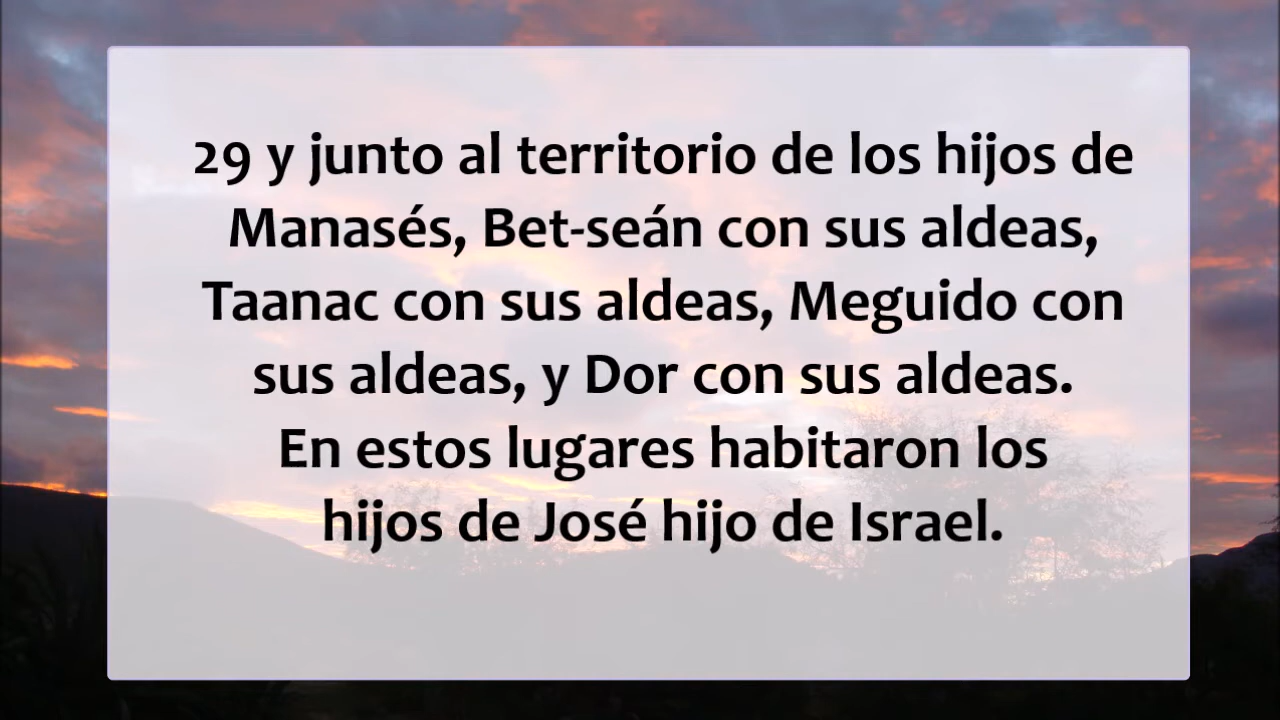 29 y junto al territorio de los hijos de
Manasés, Bet-seán con sus aldeas,
Taanac con sus aldeas, Meguido con
sus aldeas, y Dor con sus aldeas.
En estos lugares habitaron los
hijos de José hijo de Israel.